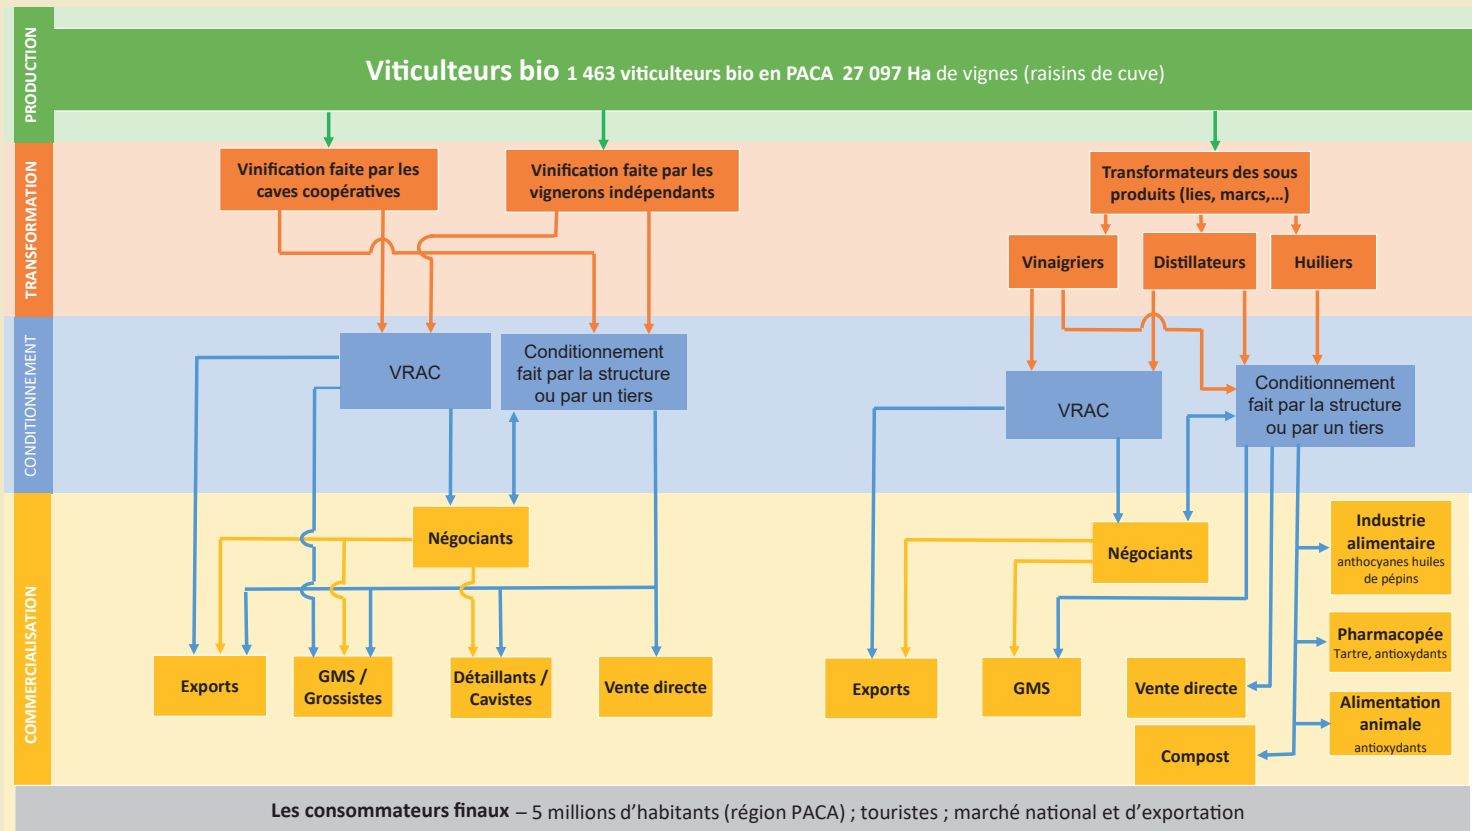 PRODUCTION
Viticulteurs bio 1 463 viticulteurs bio en PACA 27 097 Ha de vignes (raisins de cuve)
TRANSFORMATION
Vinification faite par les
caves coopératives
Vinification faite par les
vignerons indépendants
Transformateurs des sous
produits (lies, marcs,...)
Vinaigriers
Distillateurs
Huiliers
CONDITIONNEMENT
VRAC
Conditionnement
fait par la structure
ou par un tiers
VRAC
Conditionnement
fait par la structure
ou par un tiers
COMMERCIALISATION
Négociants
Exports
GMS /
Grossistes
Détaillants /
Cavistes
Vente directe
Négociants
Exports
GMS
Vente directe
Compost
Industrie
alimentaire
anthocyanes huiles
de pépins
Pharmacopée
Tartre, antioxydants
Alimentation
animale
antioxydants
Les consommateurs finaux – 5 millions d’habitants (région PACA) ; touristes ; marché national et d’exportation